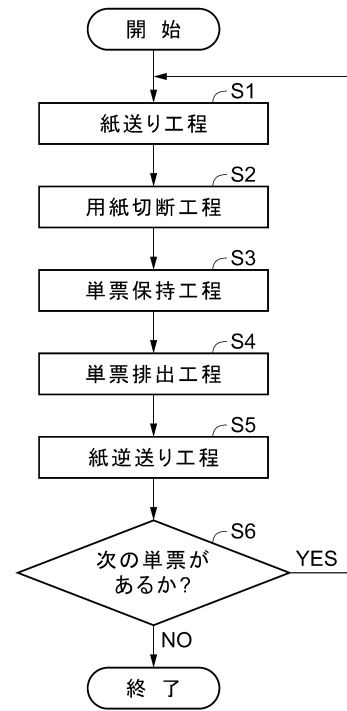 開 始
S1
紙送り工程
S2
用紙切断工程
S3
単票保持工程
S4
単票排出工程
S5
紙逆送り工程
S6
次の単票が
あるか?
YES
NO
終 了